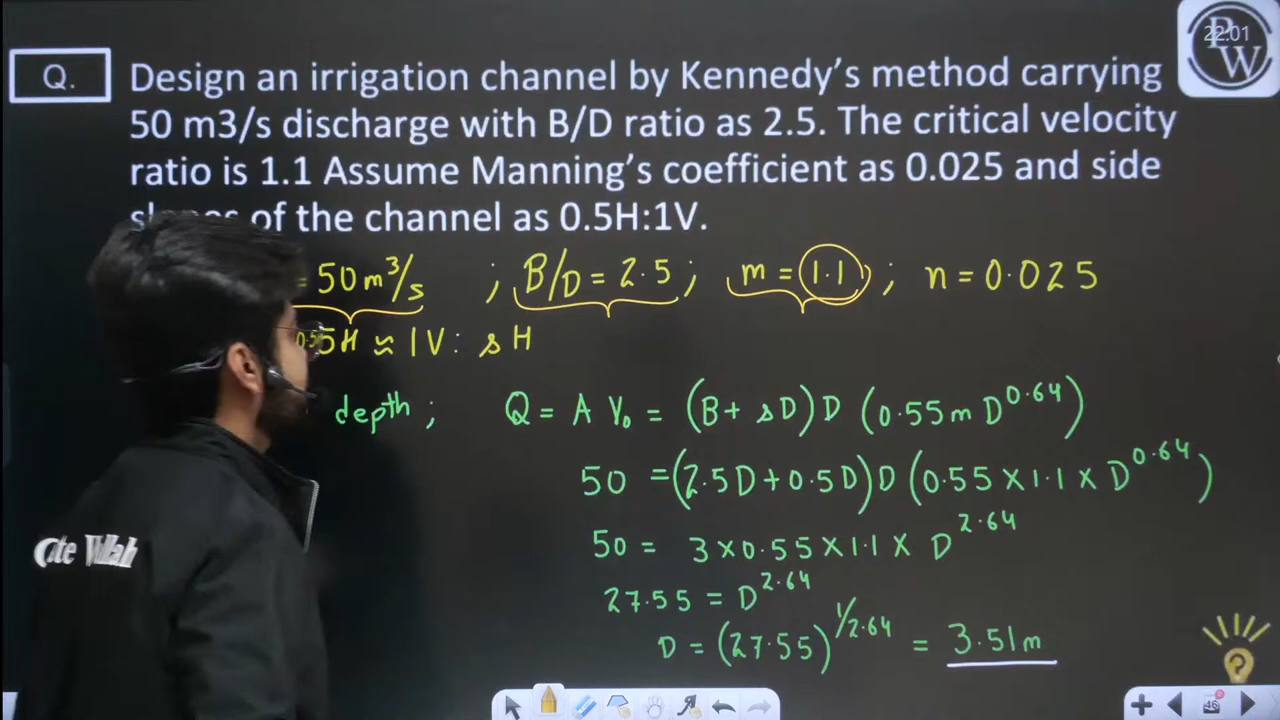 22:01
PW
Q.
Design an irrigation channel by Kennedy's method carrying
50 m3/s discharge with B/D ratio as 2.5. The critical velocity
ratio is 1.1 Assume Manning's coefficient as 0.025 and side
of the channel as 0.5H:1V.
= 50 m³/s ; B/D = 2.5 ; m = 1.1 ; n = 0.025
H ≈ 1V : sH
depth ; Q = A V₀ = (B + sD) D (0.55 m D^0.64)
50 = (2.5D + 0.5D) D (0.55 × 1.1 × D^0.64)
50 = 3 × 0.55 × 1.1 × D^2.64
27.55 = D^2.64
D = (27.55)^1/2.64 = 3.51m
46